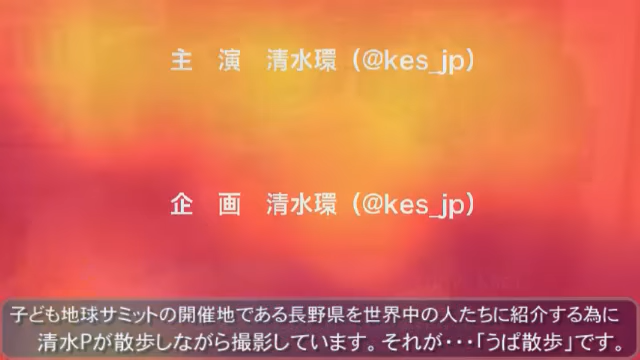 主　演　清水環（@kes_jp）
企　画　清水環（@kes_jp）
子ども地球サミットの開催地である長野県を世界中の人たちに紹介する為に
清水Pが散歩しながら撮影しています。それが・・・「うぱ散歩」です。